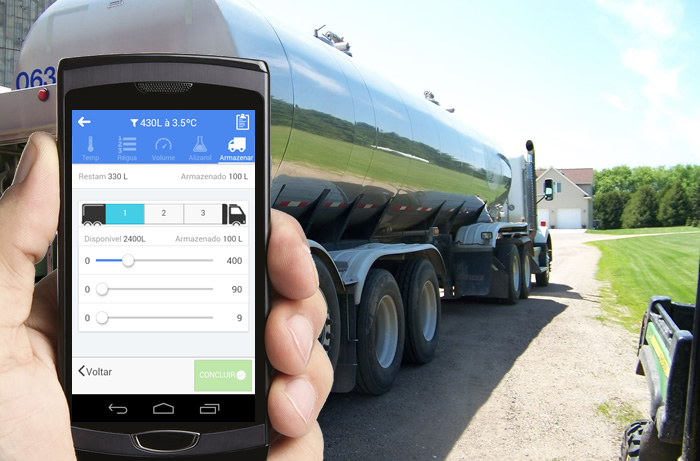 063
430L à 3.5ºC
Temp Régua Volume Alizarol Armazenar
Restam 330 L Armazenado 100 L
1 2 3
Disponível 2400L Armazenado 100 L
0 400
0 90
0 9
Voltar CONCLUIR